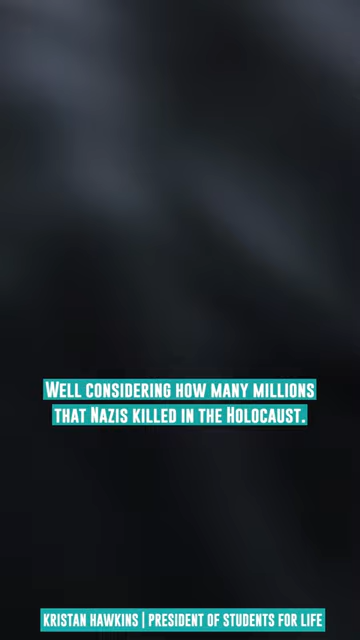 Well considering how many millions
that Nazis killed in the Holocaust.
Kristan Hawkins | President of Students for Life